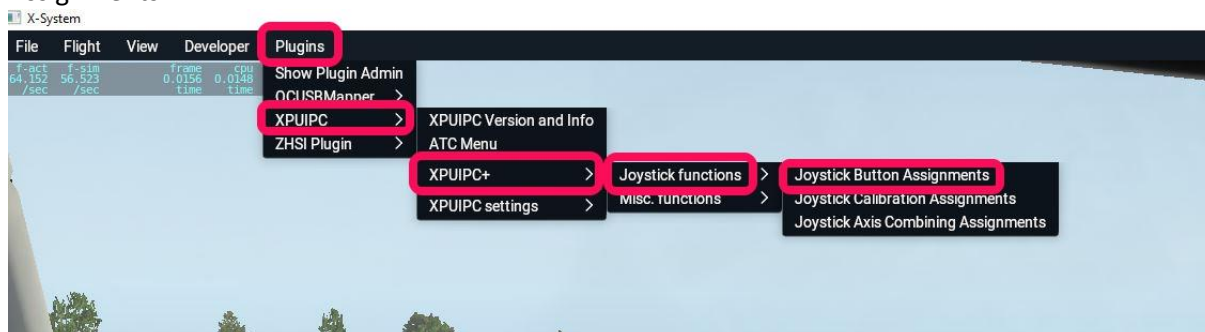 X-System
File Flight View Developer Plugins
f-act f-sim frame cpu
64.152 56.523 0.0156 0.0148
/sec /sec time time
Show Plugin Admin
QCUSBMapper >
XPUIPC >
ZHSI Plugin >
XPUIPC Version and Info
ATC Menu
XPUIPC+ >
XPUIPC settings >
Joystick functions >
Misc. functions >
Joystick Button Assignments
Joystick Calibration Assignments
Joystick Axis Combining Assignments